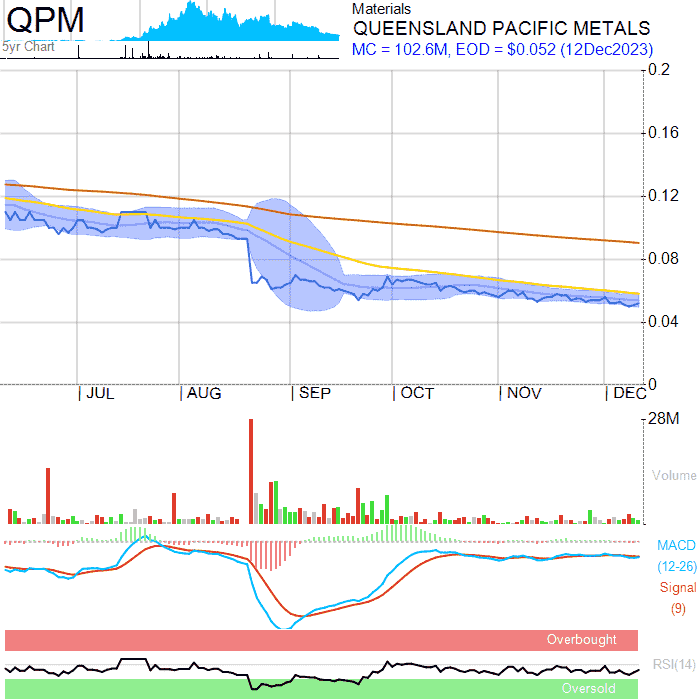 QPM
5yr Chart
Materials
QUEENSLAND PACIFIC METALS
MC = 102.6M, EOD = $0.052 (12Dec2023)
0.2
0.16
0.12
0.08
0.04
0
| JUL | AUG | SEP | OCT | NOV | DEC
28M
Volume
MACD
(12-26)
Signal
(9)
Overbought
RSI(14)
Oversold